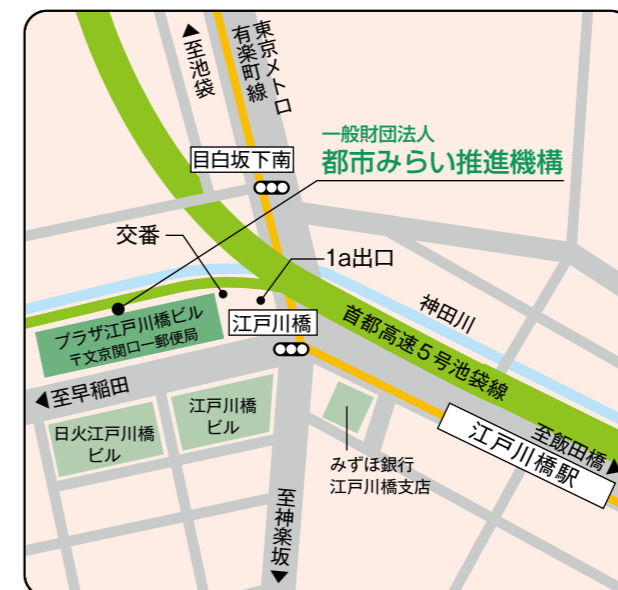 ▲至池袋
東京メトロ
有楽町線
一般財団法人
都市みらい推進機構
目白坂下南
交番
1a出口
江戸川橋
神田川
首都高速5号池袋線
プラザ江戸川橋ビル
〒文京関口一郵便局
◀至早稲田
江戸川橋
ビル
日火江戸川橋
ビル
至飯田橋▶
江戸川橋駅
みずほ銀行
江戸川橋支店
至神楽坂▼